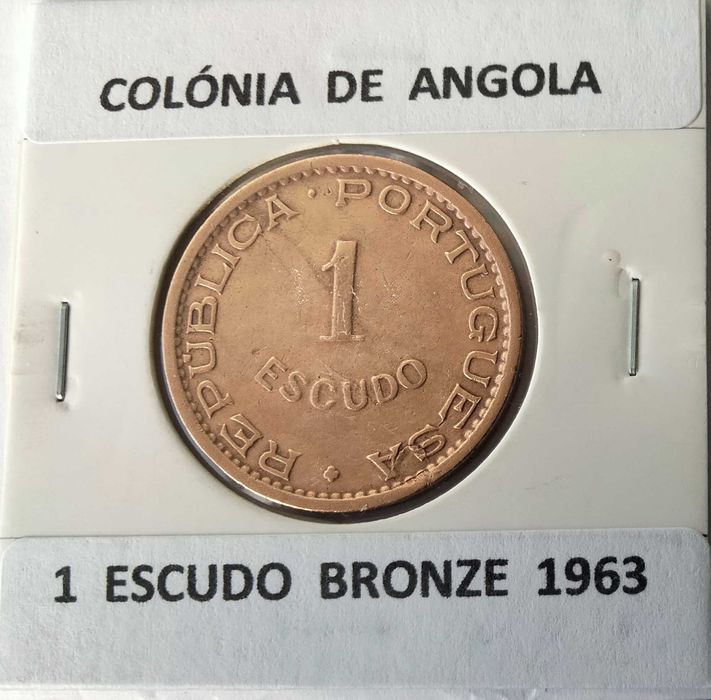 COLÓNIA DE ANGOLA
REPÚBLICA · PORTUGUESA
1
ESCUDO
1 ESCUDO BRONZE 1963